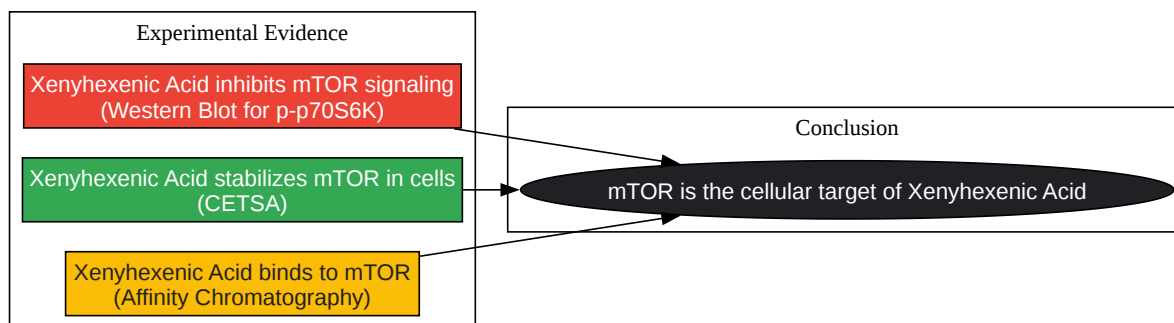 Experimental Evidence
Xenyhexenic Acid inhibits mTOR signaling
(Western Blot for p-p70S6K)
Xenyhexenic Acid stabilizes mTOR in cells
(CETSA)
Xenyhexenic Acid binds to mTOR
(Affinity Chromatography)
Conclusion
mTOR is the cellular target of Xenyhexenic Acid